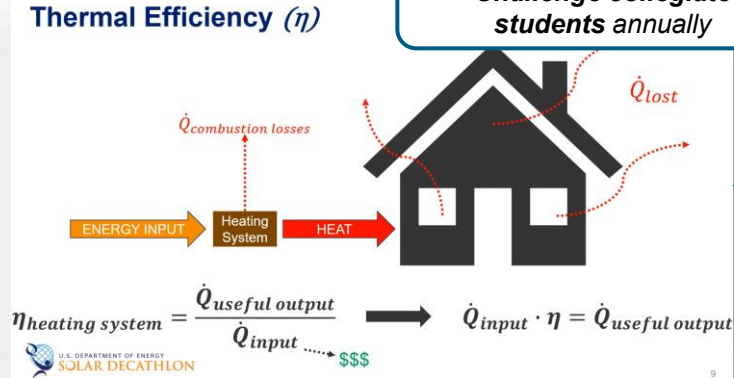 Thermal Efficiency (η)
students annually
Q̇lost
Q̇combustion losses
ENERGY INPUT
Heating
System
HEAT
ηheating system = Q̇useful output / Q̇input
Q̇input · η = Q̇useful output
$$$
U.S. DEPARTMENT OF ENERGY
SOLAR DECATHLON
9